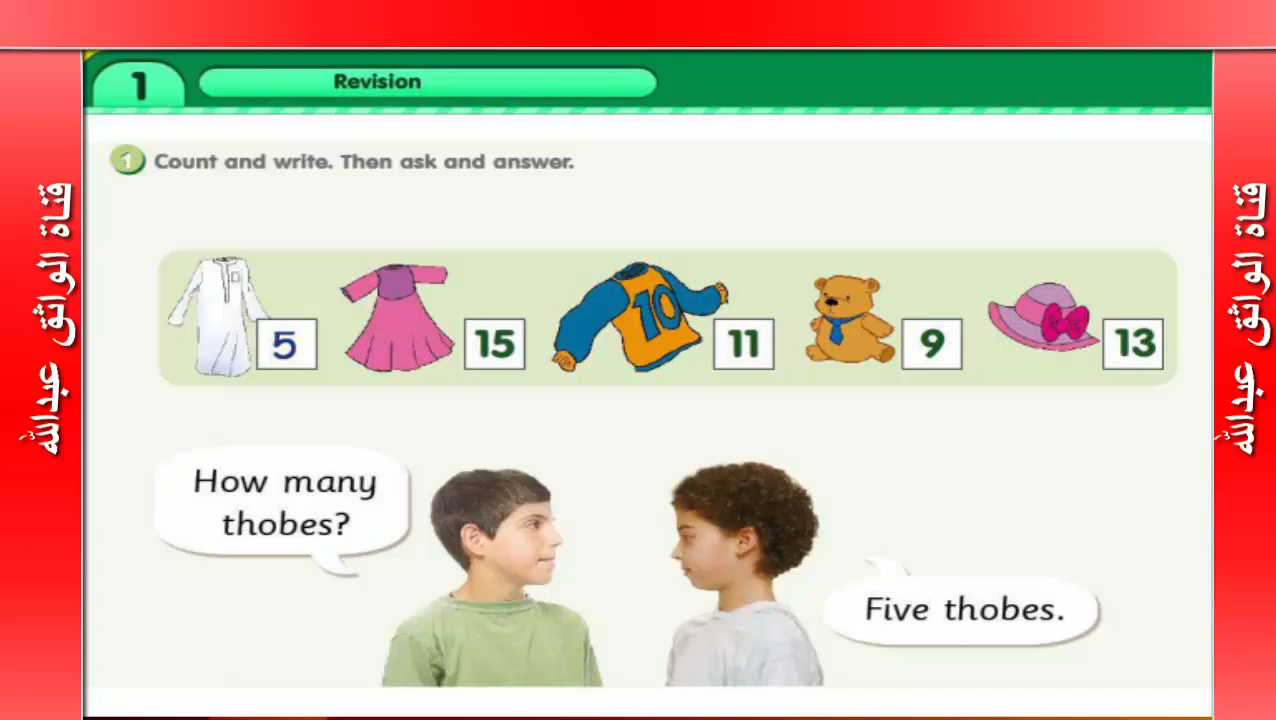 1
Revision
1 Count and write. Then ask and answer.
10
5
15
11
9
13
How many
thobes?
Five thobes.
قناة الواثق عبدالله
قناة الواثق عبدالله